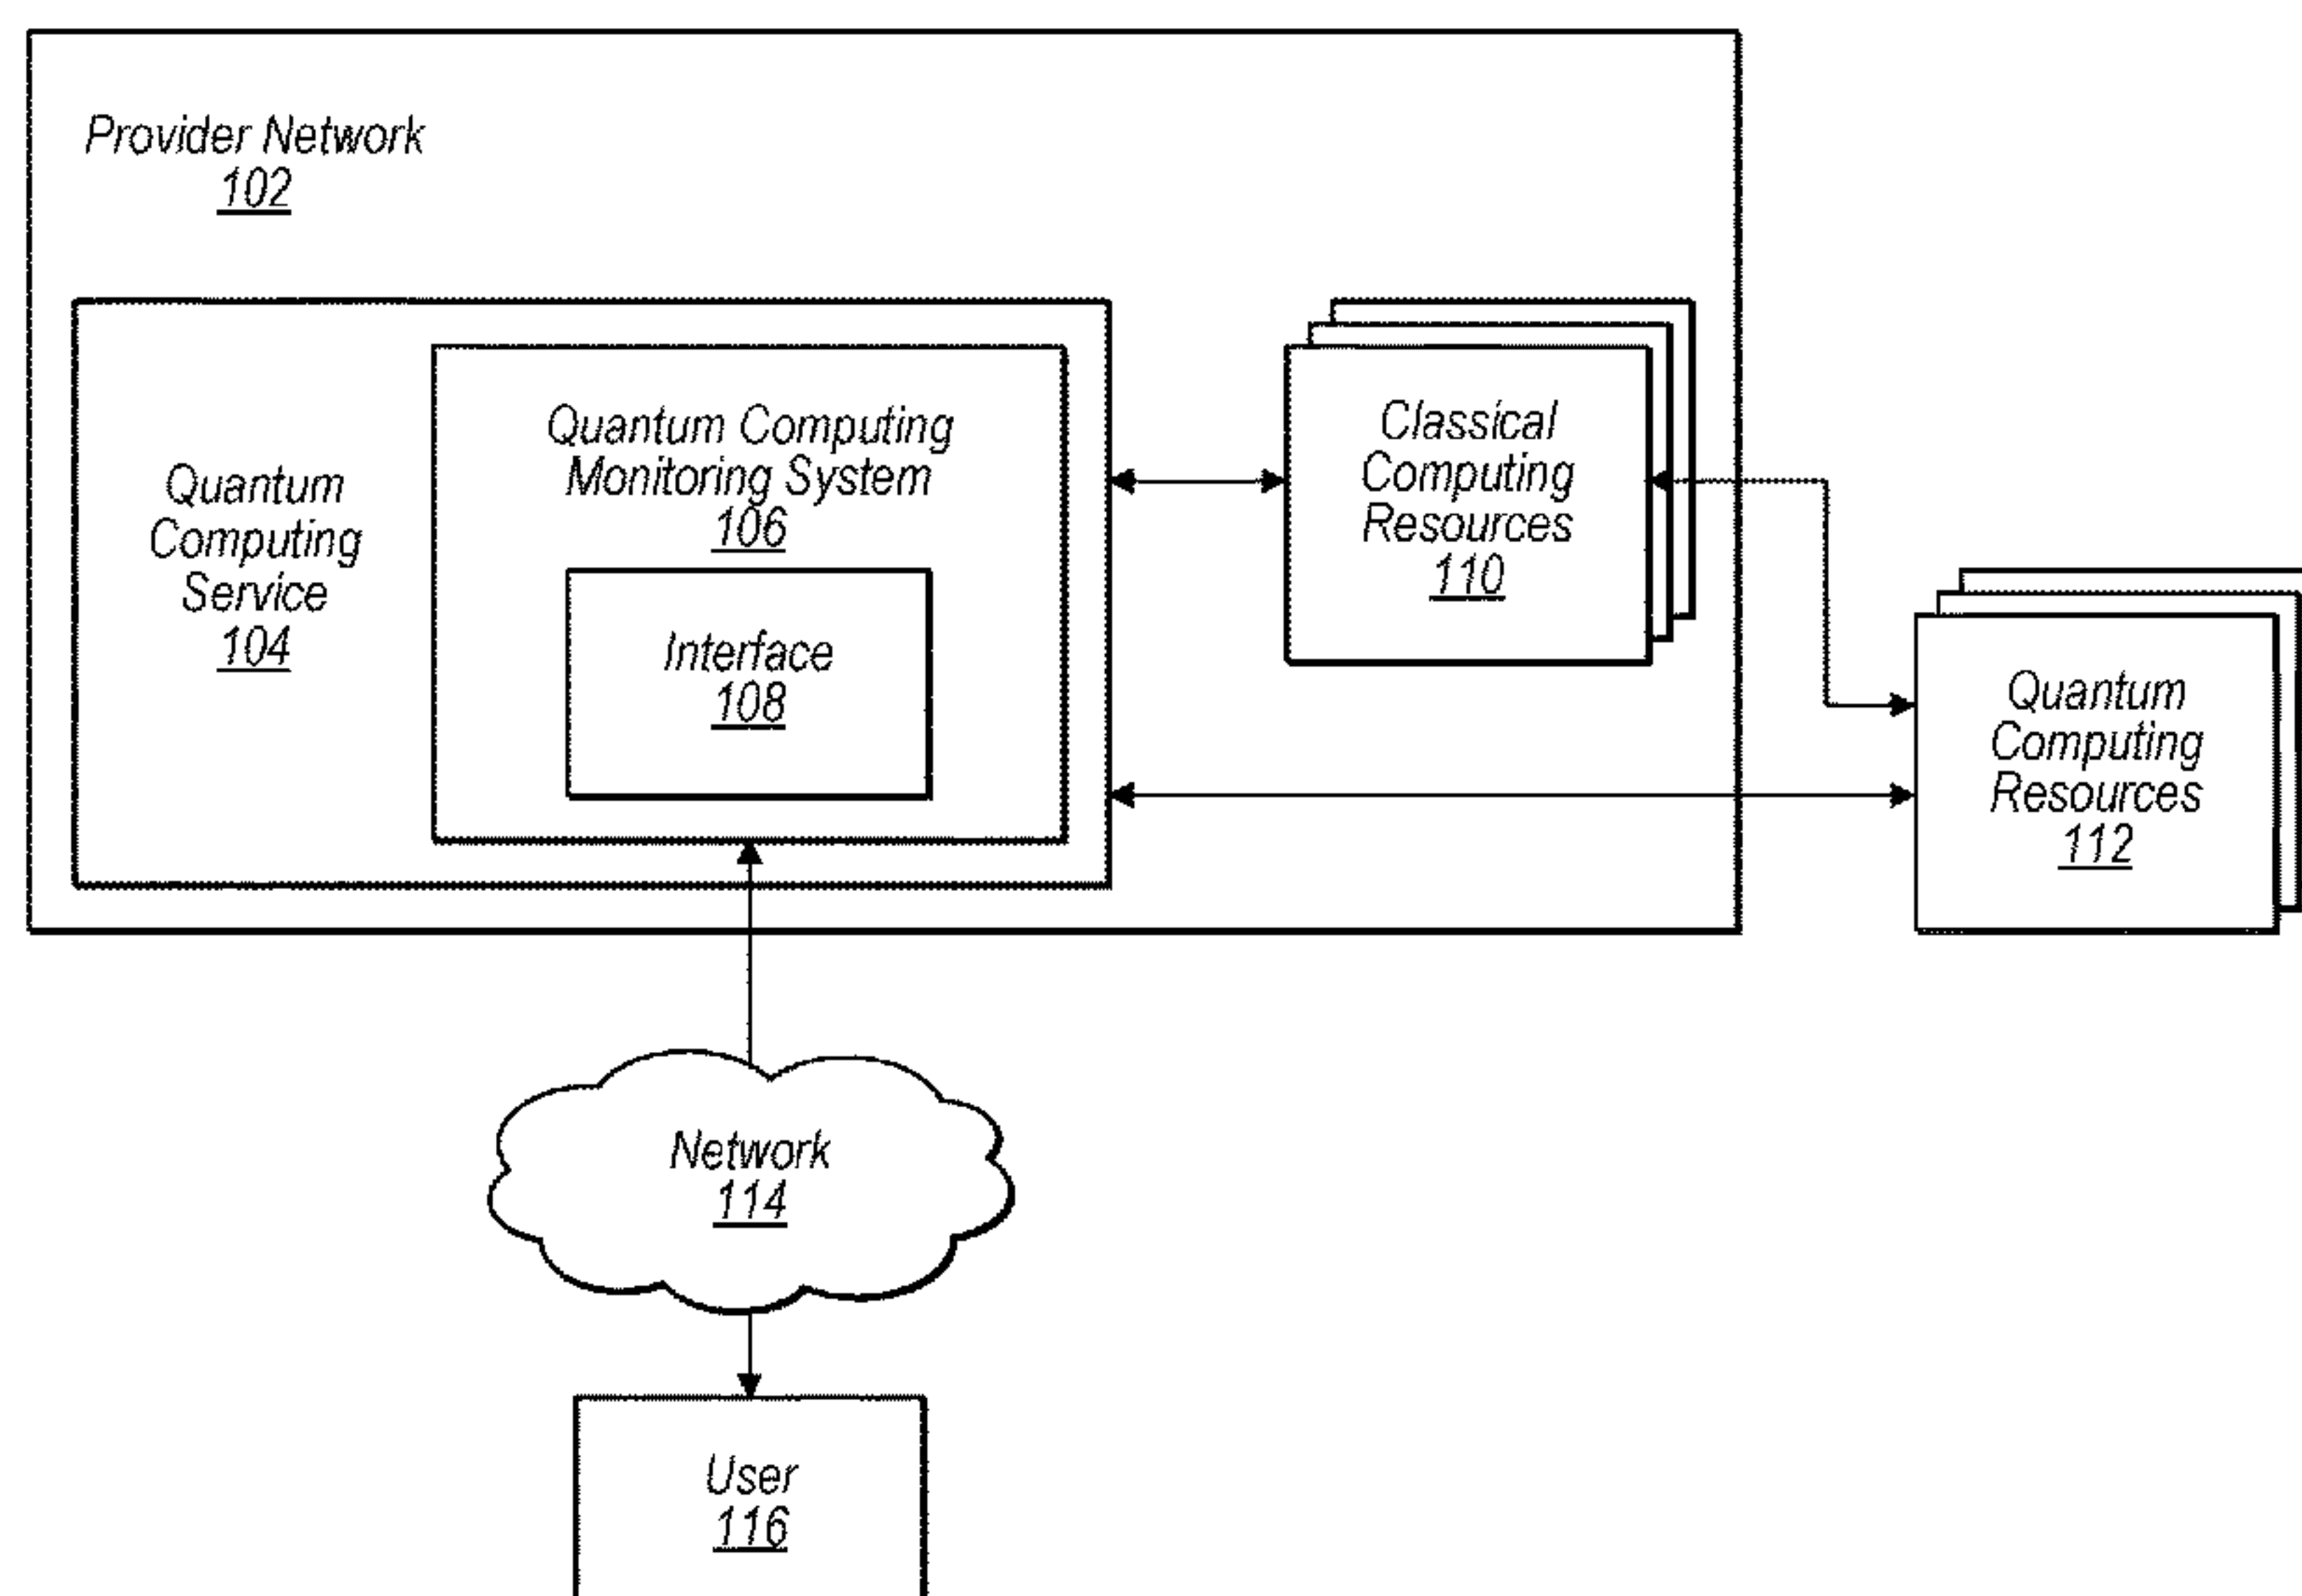 Provider Network
102
Quantum
Computing
Service
104
Quantum Computing
Monitoring System
106
Interface
108
Classical
Computing
Resources
110
Quantum
Computing
Resources
112
Network
114
User
116